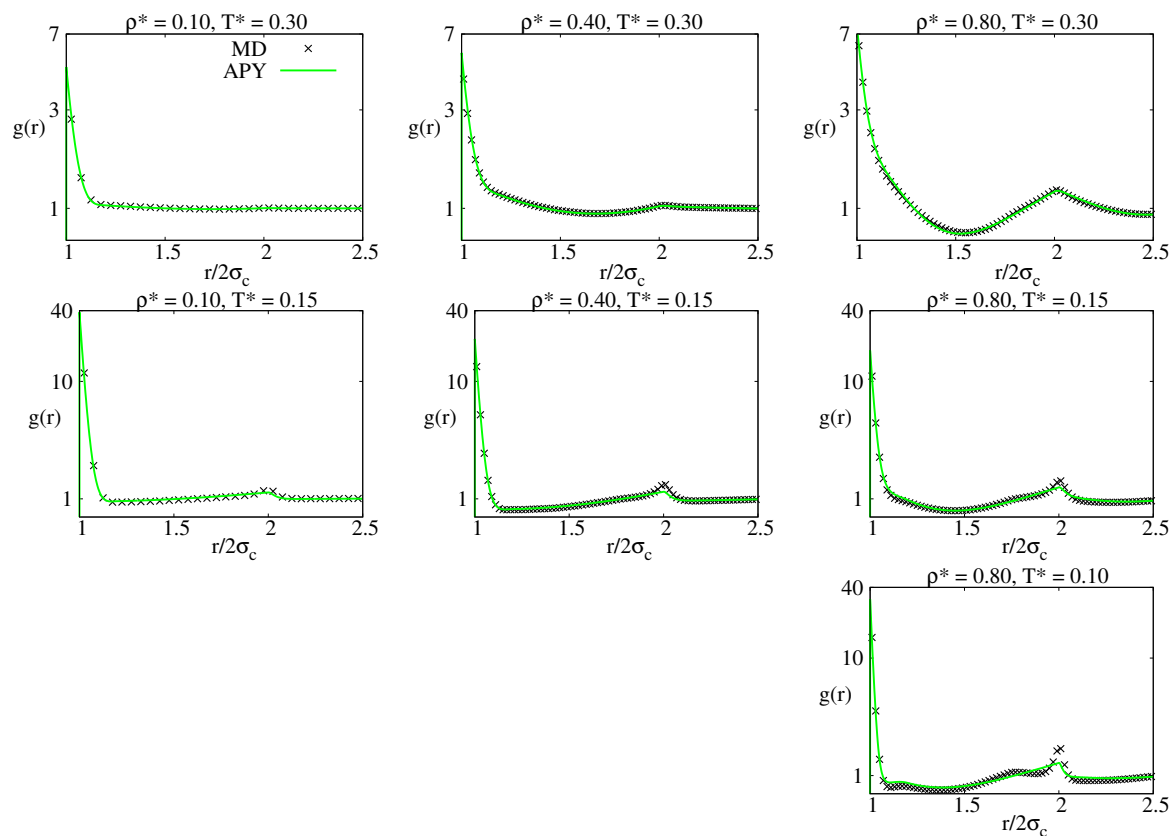 ρ* = 0.10, T* = 0.30
7
3
1
g(r)
MD
APY
1 1.5 2 2.5
r/2σc
ρ* = 0.40, T* = 0.30
7
3
1
g(r)
1 1.5 2 2.5
r/2σc
ρ* = 0.80, T* = 0.30
7
3
1
g(r)
1 1.5 2 2.5
r/2σc
ρ* = 0.10, T* = 0.15
40
10
1
g(r)
1 1.5 2 2.5
r/2σc
ρ* = 0.40, T* = 0.15
40
10
1
g(r)
1 1.5 2 2.5
r/2σc
ρ* = 0.80, T* = 0.15
40
10
1
g(r)
1 1.5 2 2.5
r/2σc
ρ* = 0.80, T* = 0.10
40
10
1
g(r)
1 1.5 2 2.5
r/2σc